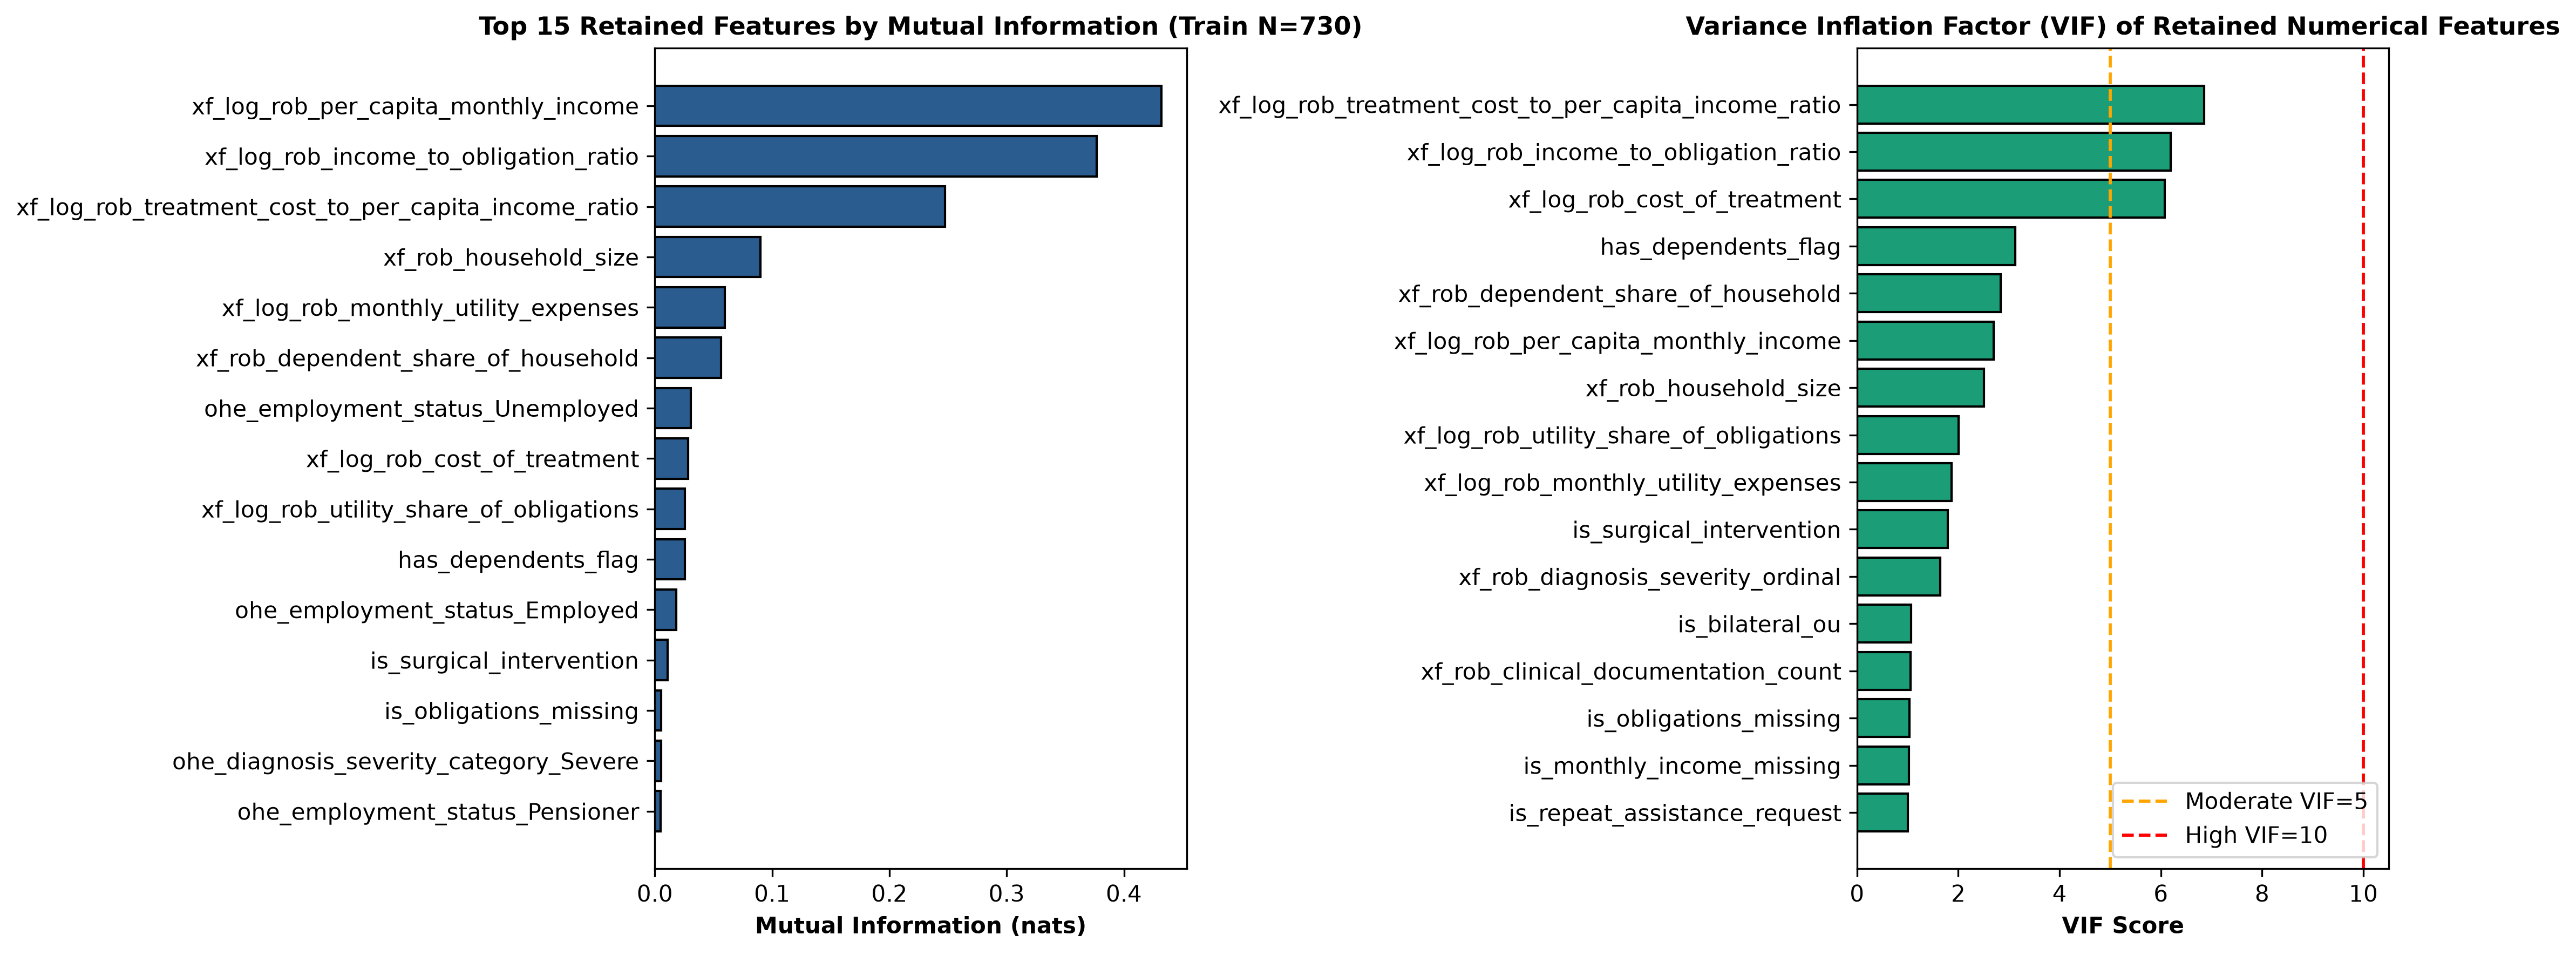 Top 15 Retained Features by Mutual Information (Train N=730)
xf_log_rob_per_capita_monthly_income
xf_log_rob_income_to_obligation_ratio
xf_log_rob_treatment_cost_to_per_capita_income_ratio
xf_rob_household_size
xf_log_rob_monthly_utility_expenses
xf_rob_dependent_share_of_household
ohe_employment_status_Unemployed
xf_log_rob_cost_of_treatment
xf_log_rob_utility_share_of_obligations
has_dependents_flag
ohe_employment_status_Employed
is_surgical_intervention
is_obligations_missing
ohe_diagnosis_severity_category_Severe
ohe_employment_status_Pensioner
0.0 0.1 0.2 0.3 0.4
Mutual Information (nats)
Variance Inflation Factor (VIF) of Retained Numerical Features
xf_log_rob_treatment_cost_to_per_capita_income_ratio
xf_log_rob_income_to_obligation_ratio
xf_log_rob_cost_of_treatment
has_dependents_flag
xf_rob_dependent_share_of_household
xf_log_rob_per_capita_monthly_income
xf_rob_household_size
xf_log_rob_utility_share_of_obligations
xf_log_rob_monthly_utility_expenses
is_surgical_intervention
xf_rob_diagnosis_severity_ordinal
is_bilateral_ou
xf_rob_clinical_documentation_count
is_obligations_missing
is_monthly_income_missing
is_repeat_assistance_request
Moderate VIF=5
High VIF=10
0 2 4 6 8 10
VIF Score